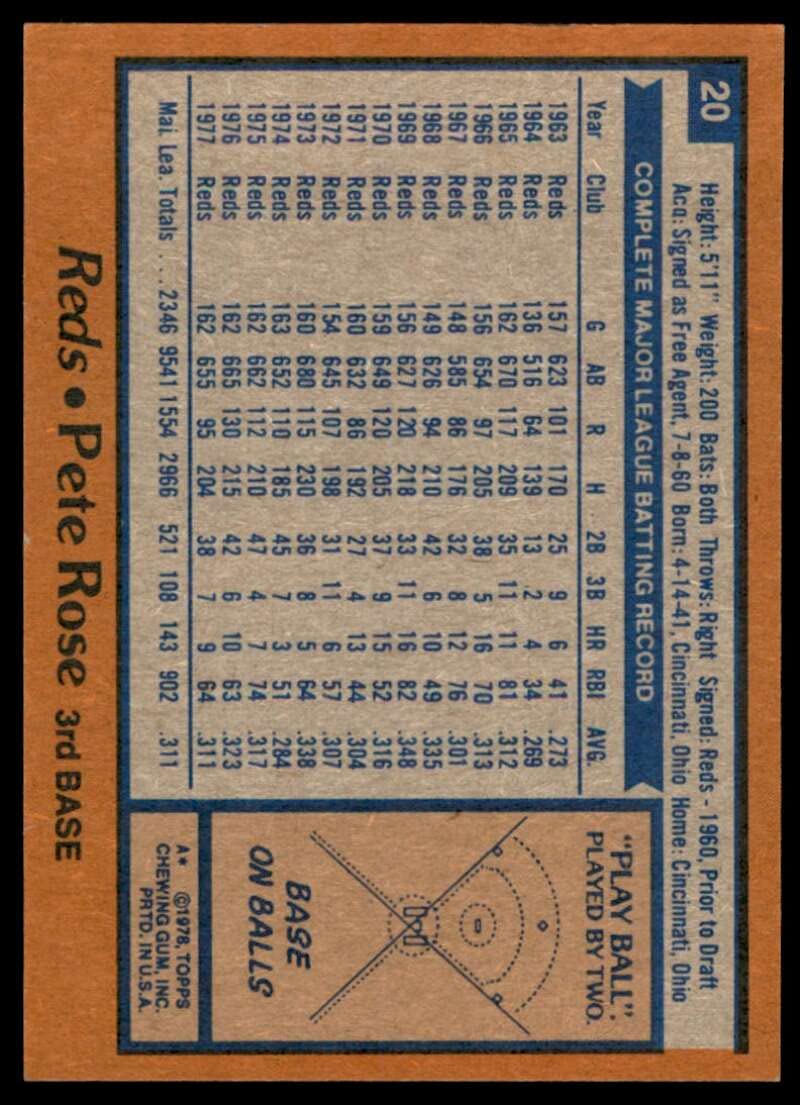 20
Height: 5'11" Weight: 200 Bats: Both Throws: Right Signed: Reds - 1960, Prior to Draft
Acq: Signed as Free Agent, 7-8-60 Born: 4-14-41, Cincinnati, Ohio Home: Cincinnati, Ohio
COMPLETE MAJOR LEAGUE BATTING RECORD
Year Club G AB R H 2B 3B HR RBI AVG.
1963 Reds 157 623 101 170 25 9 6 41 .273
1964 Reds 136 516 64 139 13 2 4 34 .269
1965 Reds 162 670 117 209 35 11 11 81 .312
1966 Reds 156 654 97 205 38 5 16 70 .313
1967 Reds 148 585 86 176 32 8 12 76 .301
1968 Reds 149 626 94 210 42 6 10 49 .335
1969 Reds 156 627 120 218 33 11 16 82 .348
1970 Reds 159 649 120 205 37 9 15 52 .316
1971 Reds 160 632 86 192 27 4 13 44 .304
1972 Reds 154 645 107 198 31 11 6 57 .307
1973 Reds 160 680 115 230 36 8 5 64 .338
1974 Reds 163 652 110 185 45 7 3 51 .284
1975 Reds 162 662 112 210 47 4 7 74 .317
1976 Reds 162 665 130 215 42 6 10 63 .323
1977 Reds 162 655 95 204 38 7 9 64 .311
Maj. Lea. Totals . . . 2346 9541 1554 2966 521 108 143 902 .311
"PLAY BALL".
PLAYED BY TWO.
BASE
ON BALLS
A* ©1978, TOPPS
CHEWING GUM, INC.
PRTD. IN U.S.A.
Reds • Pete Rose 3rd BASE